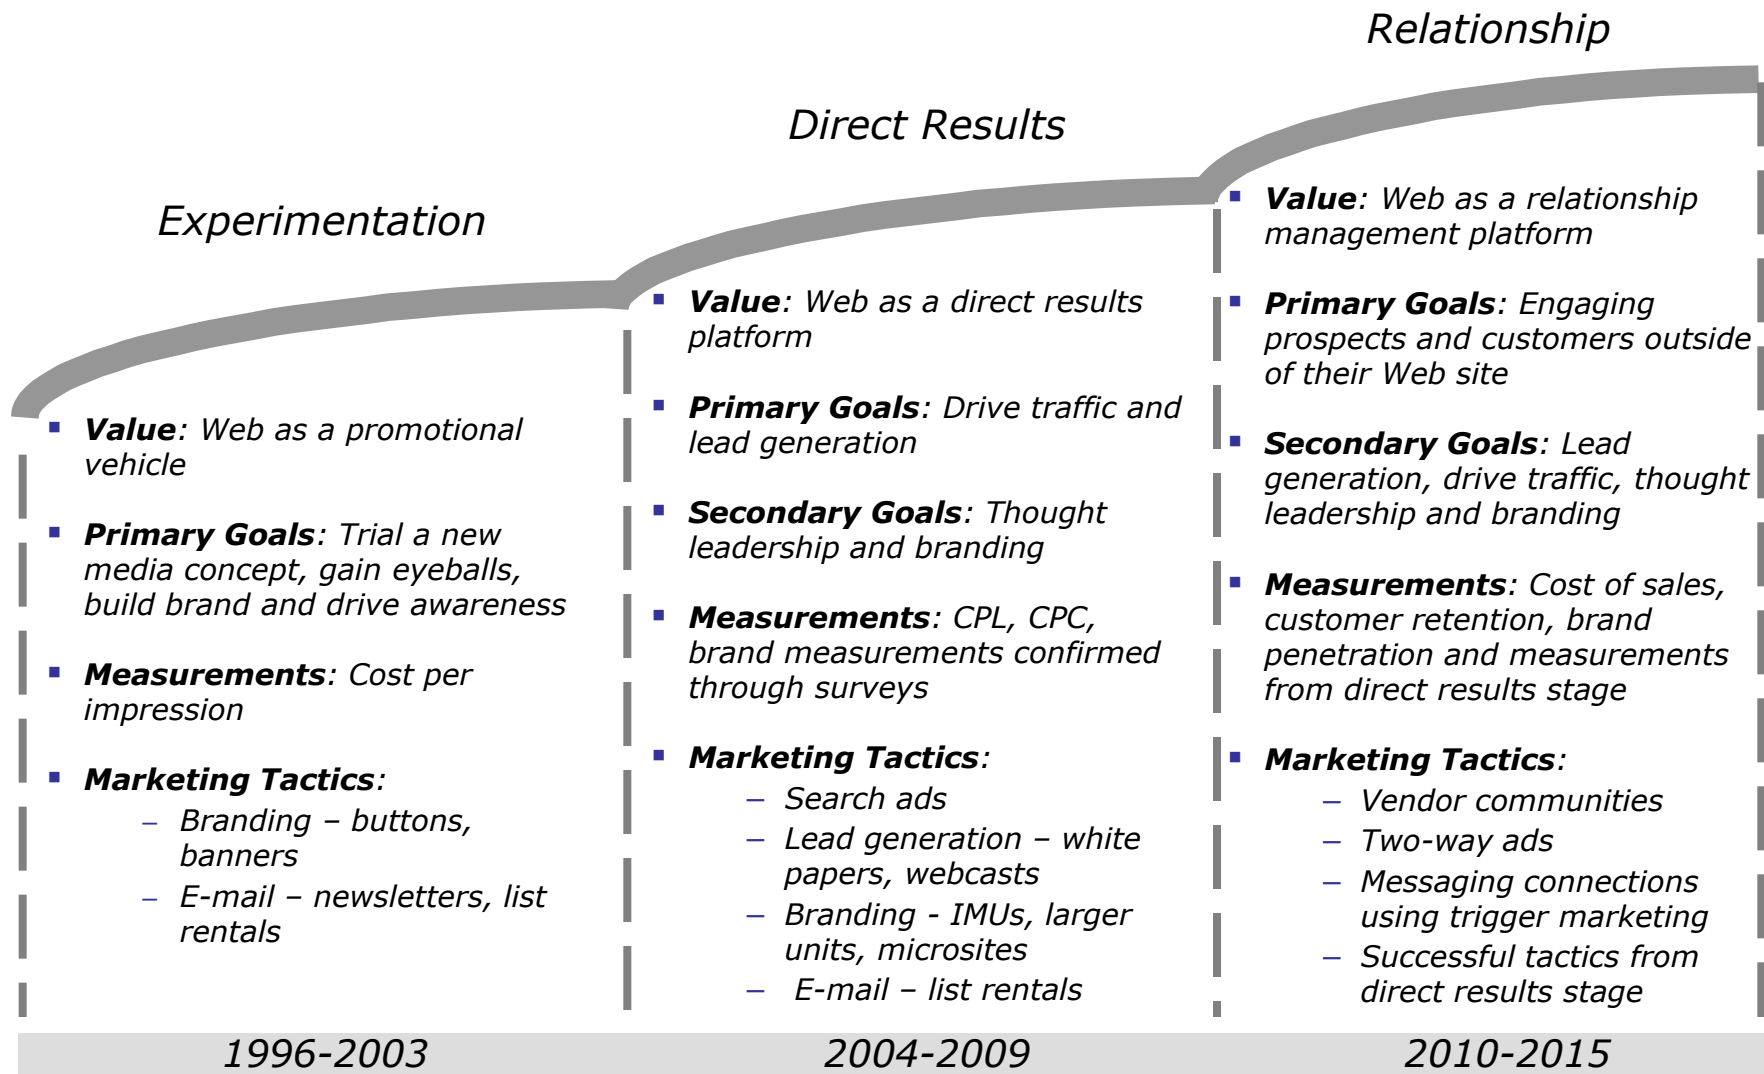 Experimentation
▪ Value: Web as a promotional
vehicle
▪ Primary Goals: Trial a new
media concept, gain eyeballs,
build brand and drive awareness
▪ Measurements: Cost per
impression
▪ Marketing Tactics:
– Branding – buttons,
banners
– E-mail – newsletters, list
rentals
1996-2003
Direct Results
▪ Value: Web as a direct results
platform
▪ Primary Goals: Drive traffic and
lead generation
▪ Secondary Goals: Thought
leadership and branding
▪ Measurements: CPL, CPC,
brand measurements confirmed
through surveys
▪ Marketing Tactics:
– Search ads
– Lead generation – white
papers, webcasts
– Branding - IMUs, larger
units, microsites
– E-mail – list rentals
2004-2009
Relationship
▪ Value: Web as a relationship
management platform
▪ Primary Goals: Engaging
prospects and customers outside
of their Web site
▪ Secondary Goals: Lead
generation, drive traffic, thought
leadership and branding
▪ Measurements: Cost of sales,
customer retention, brand
penetration and measurements
from direct results stage
▪ Marketing Tactics:
– Vendor communities
– Two-way ads
– Messaging connections
using trigger marketing
– Successful tactics from
direct results stage
2010-2015